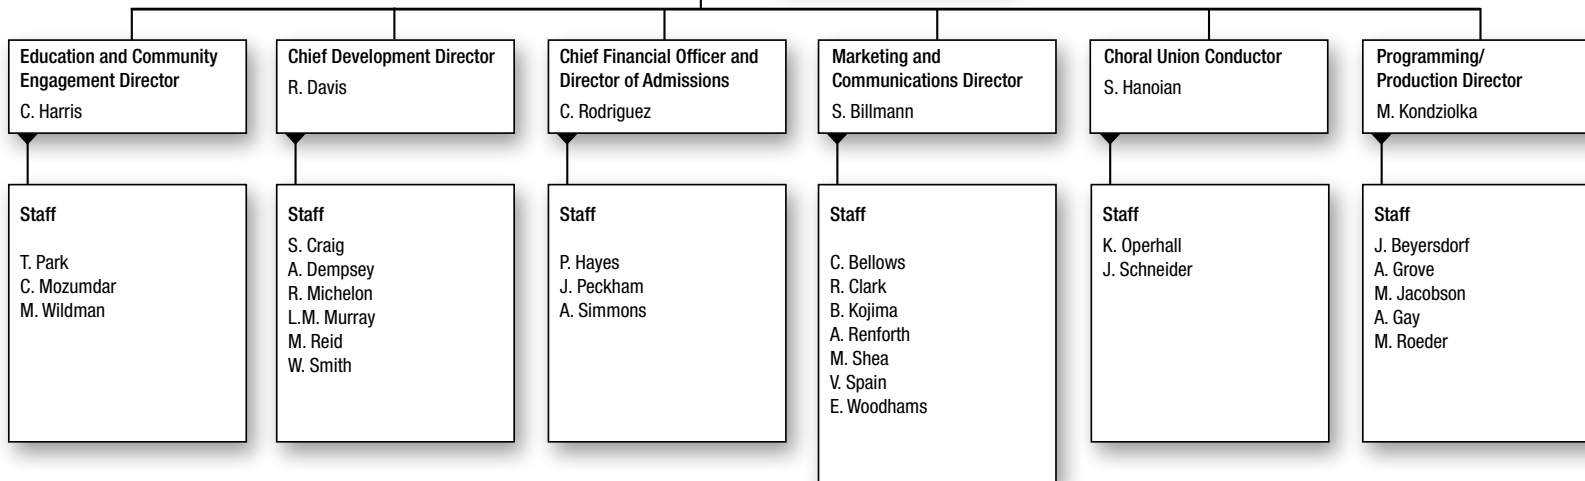 Education and Community
Engagement Director
C. Harris
Chief Development Director
R. Davis
Chief Financial Officer and
Director of Admissions
C. Rodriguez
Marketing and
Communications Director
S. Billmann
Choral Union Conductor
S. Hanoian
Programming/
Production Director
M. Kondziolka
Staff
T. Park
C. Mozumdar
M. Wildman
Staff
S. Craig
A. Dempsey
R. Michelon
L.M. Murray
M. Reid
W. Smith
Staff
P. Hayes
J. Peckham
A. Simmons
Staff
C. Bellows
R. Clark
B. Kojima
A. Renforth
M. Shea
V. Spain
E. Woodhams
Staff
K. Operhall
J. Schneider
Staff
J. Beyersdorf
A. Grove
M. Jacobson
A. Gay
M. Roeder